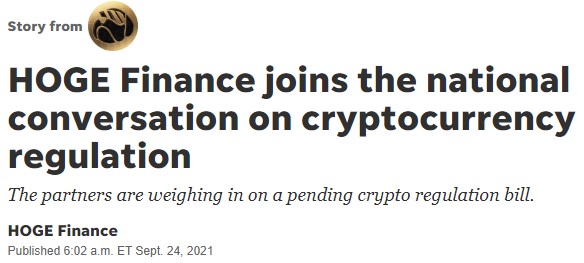 Story from
HOGE Finance joins the national
conversation on cryptocurrency
regulation
The partners are weighing in on a pending crypto regulation bill.
HOGE Finance
Published 6:02 a.m. ET Sept. 24, 2021